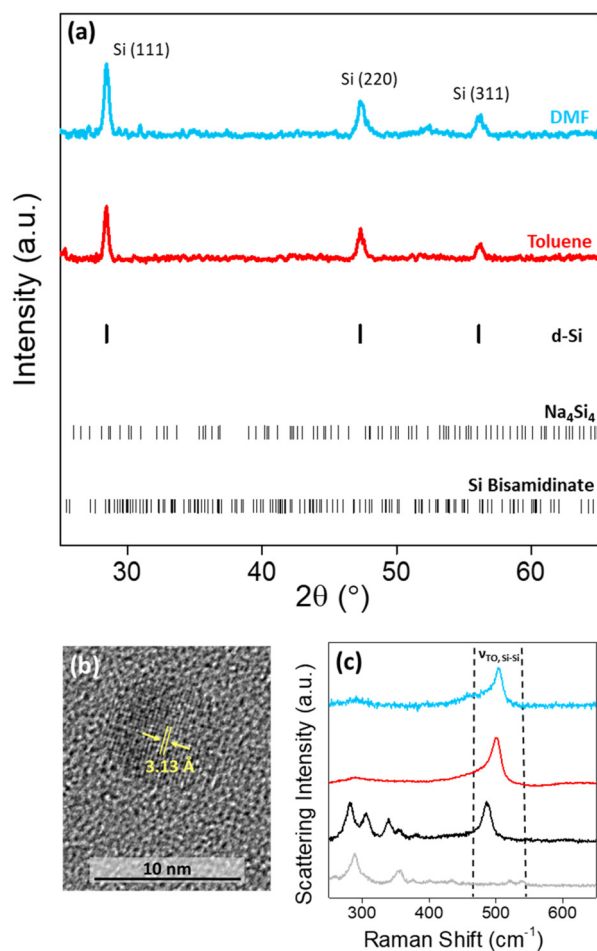 (a)
Si (111)
Si (220)
Si (311)
DMF
Toluene
d-Si
Na₄Si₄
Si Bisamidinate
Intensity (a.u.)
30 40 50 60
2θ (°)
(b)
3.13 Å
10 nm
(c)
νTO, Si-Si
Scattering Intensity (a.u.)
300 400 500 600
Raman Shift (cm⁻¹)